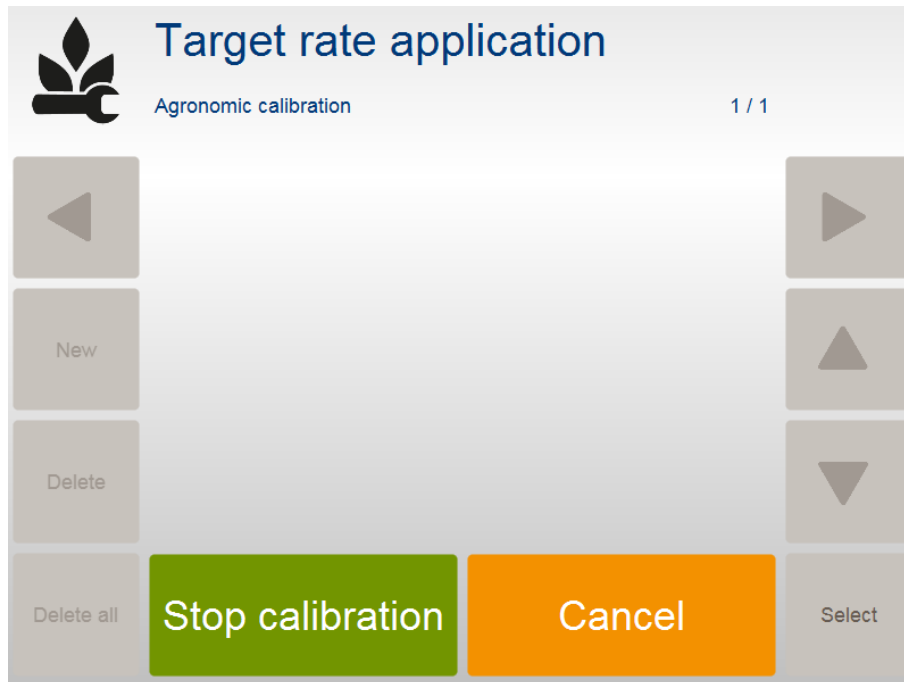 Target rate application
Agronomic calibration
1 / 1
New
Delete
Delete all
Stop calibration
Cancel
Select